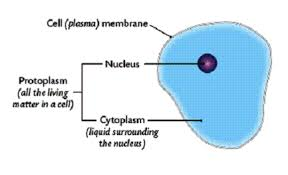 Cell (plasma) membrane
Nucleus
Protoplasm
(all the living
matter in a cell)
Cytoplasm
(liquid surrounding
the nucleus)